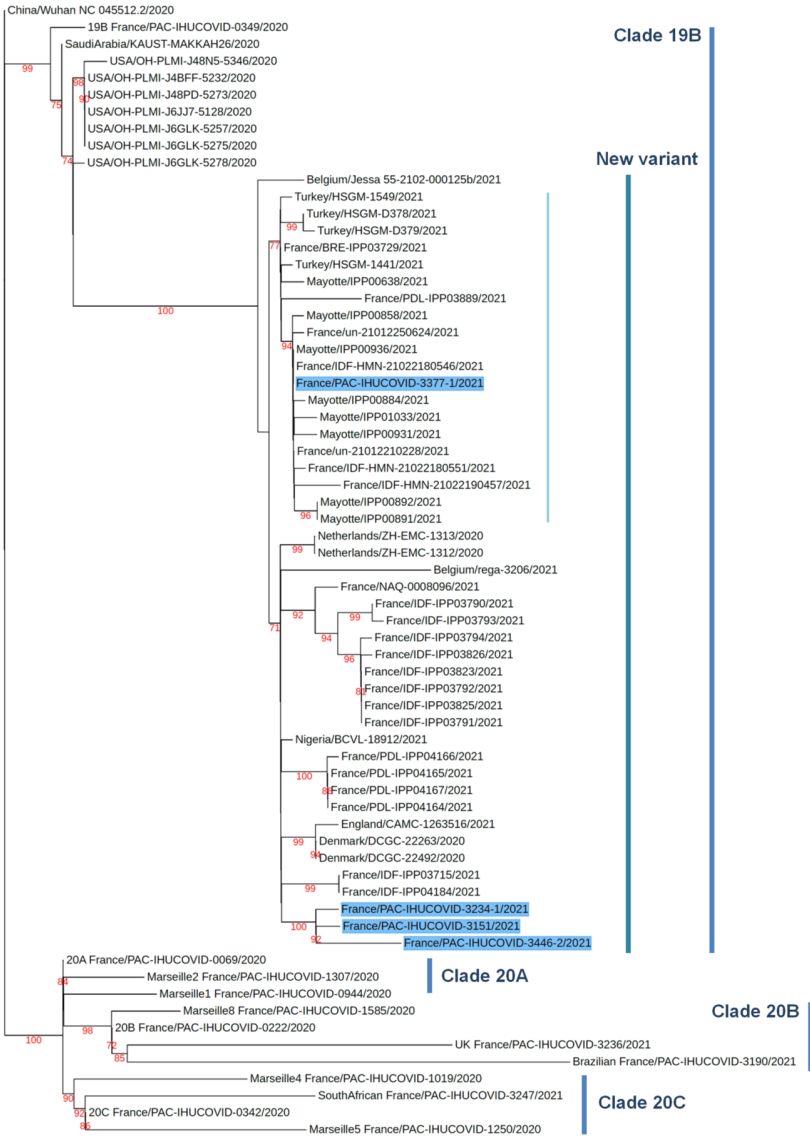 China/Wuhan NC 045512.2/2020
19B France/PAC-IHUCOVID-0349/2020
Clade 19B
SaudiArabia/KAUST-MAKKAH26/2020
99
USA/OH-PLMI-J48N5-5346/2020
98
USA/OH-PLMI-J4BFF-5232/2020
90
USA/OH-PLMI-J48PD-5273/2020
75
USA/OH-PLMI-J6JJ7-5128/2020
USA/OH-PLMI-J6GLK-5257/2020
USA/OH-PLMI-J6GLK-5275/2020
74
USA/OH-PLMI-J6GLK-5278/2020
New variant
Belgium/Jessa 55-2102-000125b/2021
Turkey/HSGM-1549/2021
Turkey/HSGM-D378/2021
99
Turkey/HSGM-D379/2021
77
France/BRE-IPP03729/2021
Turkey/HSGM-1441/2021
Mayotte/IPP00638/2021
France/PDL-IPP03889/2021
100
Mayotte/IPP00858/2021
France/un-21012250624/2021
94
Mayotte/IPP00936/2021
France/IDF-HMN-21022180546/2021
France/PAC-IHUCOVID-3377-1/2021
Mayotte/IPP00884/2021
Mayotte/IPP01033/2021
Mayotte/IPP00931/2021
France/un-21012210228/2021
France/IDF-HMN-21022180551/2021
France/IDF-HMN-21022190457/2021
Mayotte/IPP00892/2021
96
Mayotte/IPP00891/2021
Netherlands/ZH-EMC-1313/2020
99
Netherlands/ZH-EMC-1312/2020
Belgium/rega-3206/2021
France/NAQ-0008096/2021
France/IDF-IPP03790/2021
92
99
France/IDF-IPP03793/2021
71
94
France/IDF-IPP03794/2021
France/IDF-IPP03826/2021
96
France/IDF-IPP03823/2021
France/IDF-IPP03792/2021
France/IDF-IPP03825/2021
France/IDF-IPP03791/2021
Nigeria/BCVL-18912/2021
France/PDL-IPP04166/2021
100
France/PDL-IPP04165/2021
France/PDL-IPP04167/2021
France/PDL-IPP04164/2021
England/CAMC-1263516/2021
99
Denmark/DCGC-22263/2020
94
Denmark/DCGC-22492/2020
France/IDF-IPP03715/2021
99
France/IDF-IPP04184/2021
France/PAC-IHUCOVID-3234-1/2021
100
France/PAC-IHUCOVID-3151/2021
92
France/PAC-IHUCOVID-3446-2/2021
20A France/PAC-IHUCOVID-0069/2020
84
Marseille2 France/PAC-IHUCOVID-1307/2020
Clade 20A
Marseille1 France/PAC-IHUCOVID-0944/2020
Marseille8 France/PAC-IHUCOVID-1585/2020
Clade 20B
98
20B France/PAC-IHUCOVID-0222/2020
100
72
UK France/PAC-IHUCOVID-3236/2021
85
Brazilian France/PAC-IHUCOVID-3190/2021
Marseille4 France/PAC-IHUCOVID-1019/2020
90
SouthAfrican France/PAC-IHUCOVID-3247/2021
Clade 20C
92
20C France/PAC-IHUCOVID-0342/2020
Marseille5 France/PAC-IHUCOVID-1250/2020